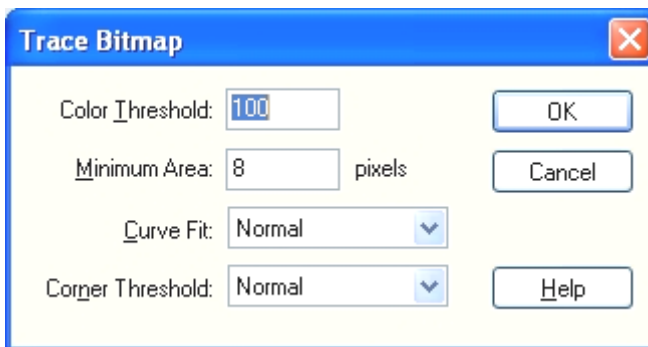 Trace Bitmap
Color Threshold: 100
OK
Minimum Area: 8 pixels
Cancel
Curve Fit: Normal
Corner Threshold: Normal
Help